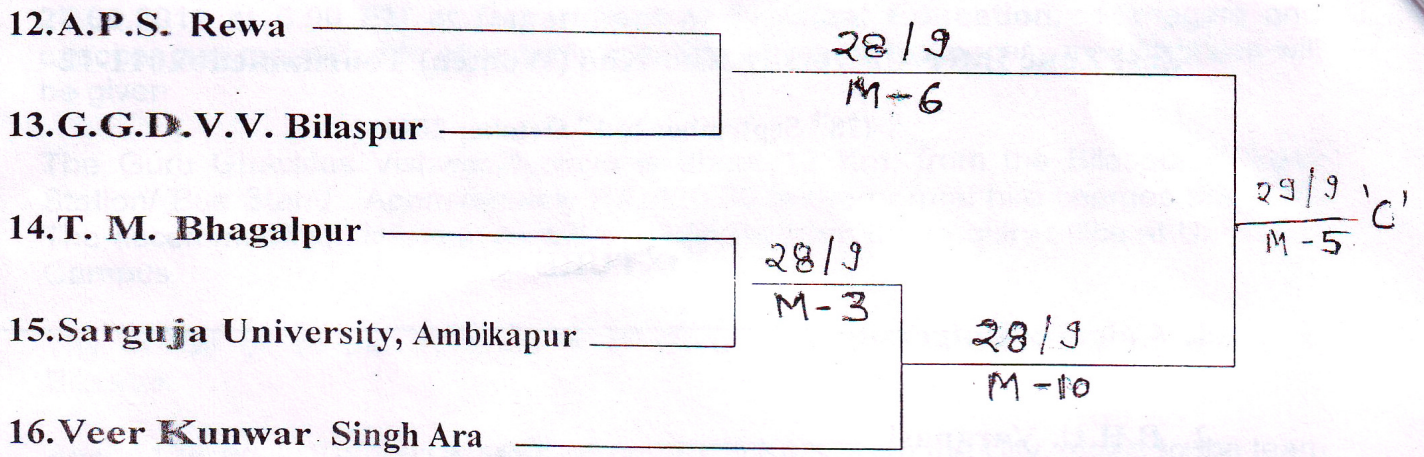 12.A.P.S. Rewa
28/9
M-6
13.G.G.D.V.V. Bilaspur
29/9 'C'
M-5
14.T. M. Bhagalpur
28/9
M-3
15.Sarguja University, Ambikapur
28/9
M-10
16.Veer Kunwar Singh Ara